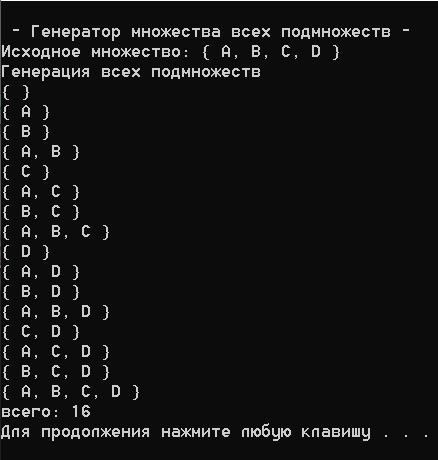 - Генератор множества всех подмножеств -
Исходное множество: { A, B, C, D }
Генерация всех подмножеств
{ }
{ A }
{ B }
{ A, B }
{ C }
{ A, C }
{ B, C }
{ A, B, C }
{ D }
{ A, D }
{ B, D }
{ A, B, D }
{ C, D }
{ A, C, D }
{ B, C, D }
{ A, B, C, D }
всего: 16
Для продолжения нажмите любую клавишу . . .